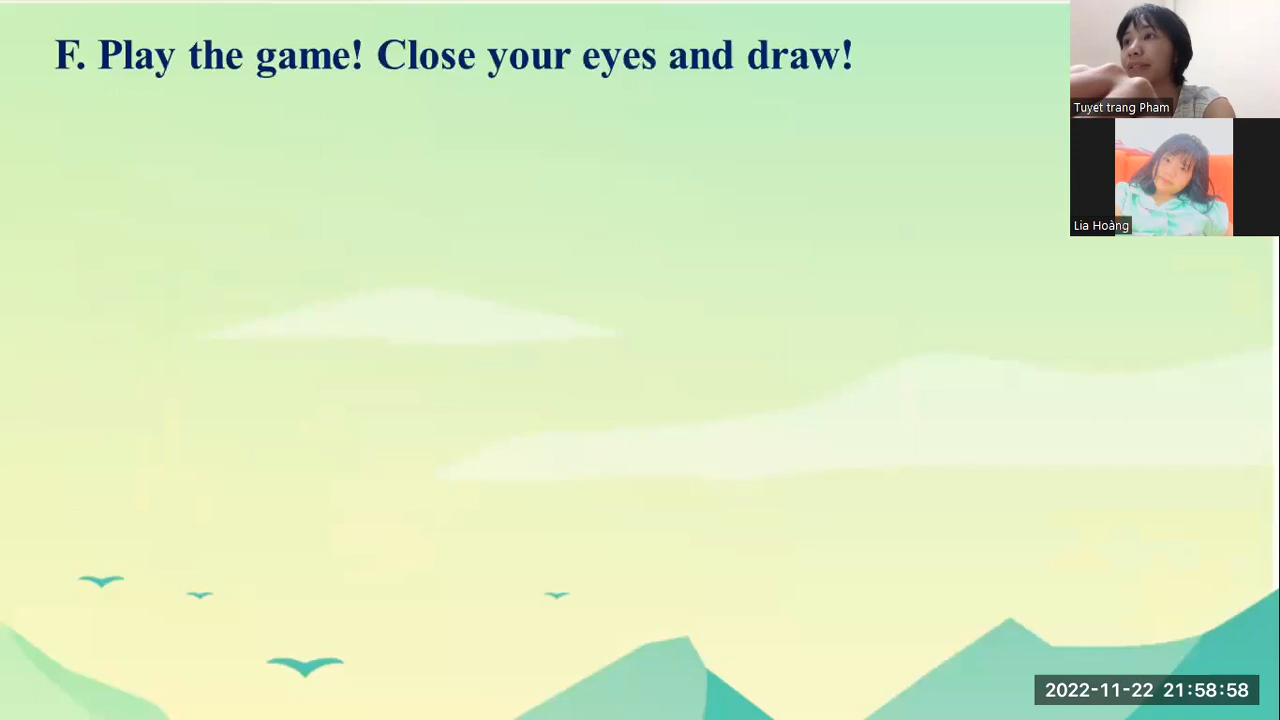 F. Play the game! Close your eyes and draw!
Tuyet trang Pham
Lia Hoàng
2022-11-22 21:58:58